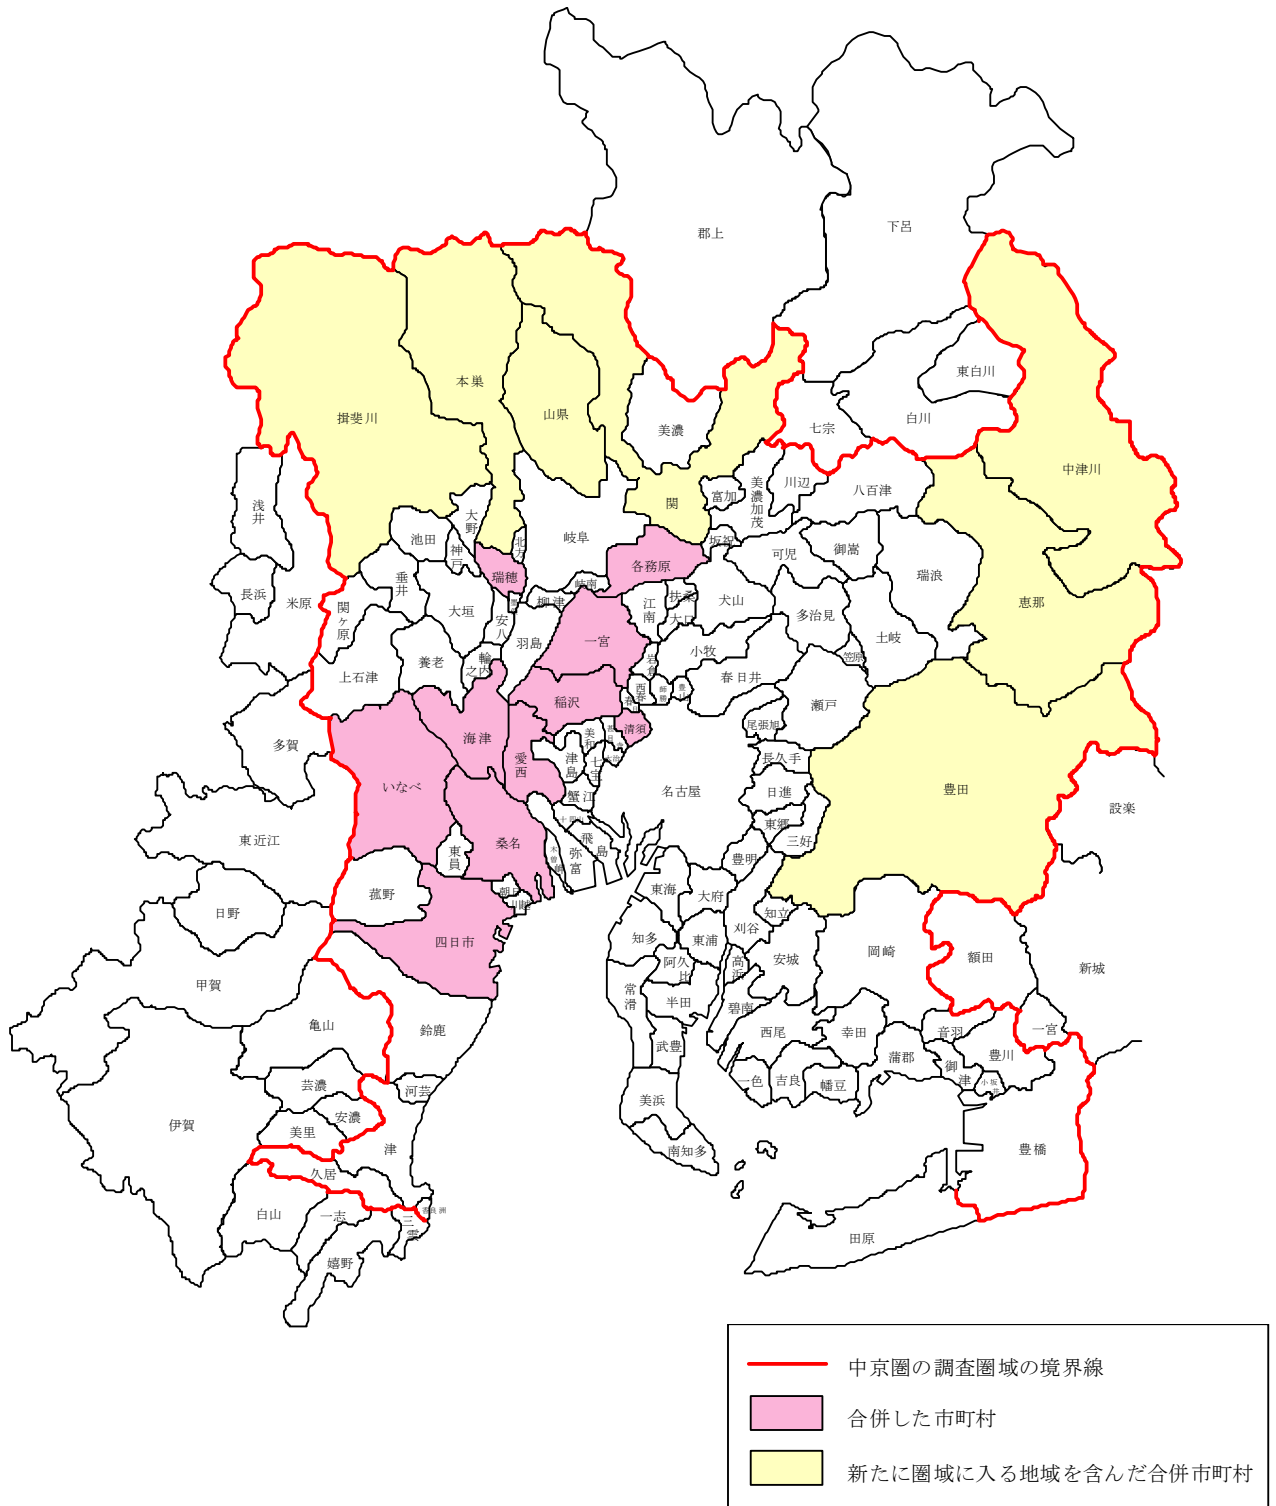 郡上
下呂
東白川
本巣
山県
揖斐川
美濃
七宗
白川
中津川
関
富加
美濃加茂
川辺
八百津
浅井
大野
池田
神戸
北方
岐阜
坂祝
可児
御嵩
瑞浪
各務原
瑞穂
岐南
垂井
長浜
米原
関ヶ原
大垣
安八
柳津
江南
扶桑
大口
犬山
多治見
恵那
羽島
一宮
土岐
笠原
岩倉
小牧
養老
輪之内
上石津
春日井
稲沢
西春
師勝
豊山
瀬戸
清須
尾張旭
海津
愛西
美和
津島
七宝
多賀
長久手
いなべ
名古屋
日進
豊田
蟹江
設楽
東郷
三好
桑名
東近江
東員
飛島
弥富
豊明
朝日
川越
菰野
東海
大府
日野
知立
刈谷
四日市
知多
東浦
岡崎
額田
安城
高浜
阿久比
新城
甲賀
常滑
半田
碧南
亀山
鈴鹿
西尾
幸田
音羽
一宮
武豊
蒲郡
豊川
御津
小坂井
芸濃
河芸
一色
吉良
幡豆
美浜
安濃
伊賀
美里
津
南知多
豊橋
久居
白山
一志
香良洲
三雲
田原
嬉野
中京圏の調査圏域の境界線
合併した市町村
新たに圏域に入る地域を含んだ合併市町村